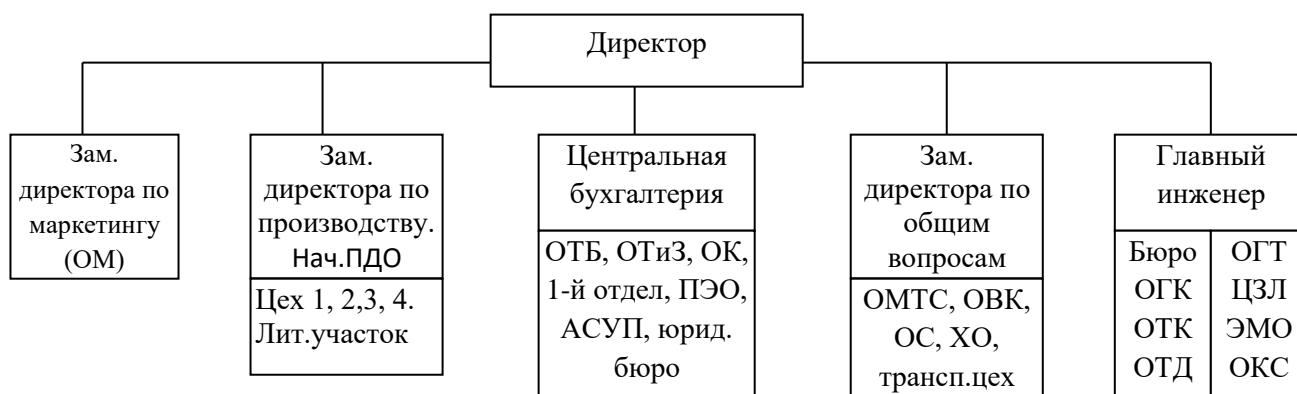 Директор
Зам.
директора по
маркетингу
(ОМ)
Зам.
директора по
производству.
Нач.ПДО
Цех 1, 2,3, 4.
Лит.участок
Центральная
бухгалтерия
ОТБ, ОТиЗ, ОК,
1-й отдел, ПЭО,
АСУП, юрид.
бюро
Зам.
директора по
общим
вопросам
ОМТС, ОВК,
ОС, ХО,
трансп.цех
Главный
инженер
Бюро
ОГК
ОТК
ОТД
ОГТ
ЦЗЛ
ЭМО
ОКС